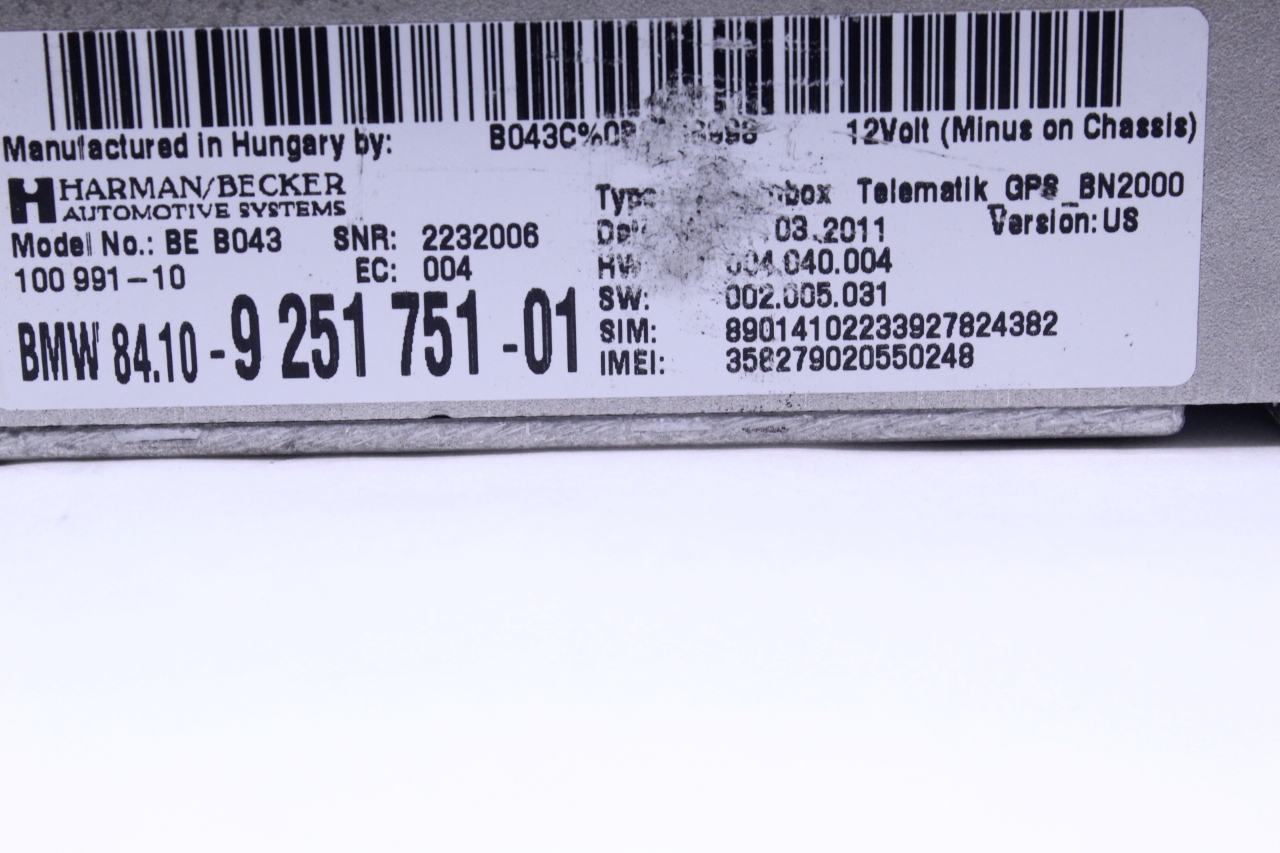 Manufactured in Hungary by: 12Volt (Minus on Chassis)
HARMAN/BECKER
AUTOMOTIVE SYSTEMS
Model No.: BE B043 SNR: 2232006
100 991-10 EC: 004
BMW 84.10 -9 251 751 -01
Telematik_GPS_BN2000
Version: US
SW: 002.005.031
SIM: 89014102233927824382
IMEI: 358279020550248